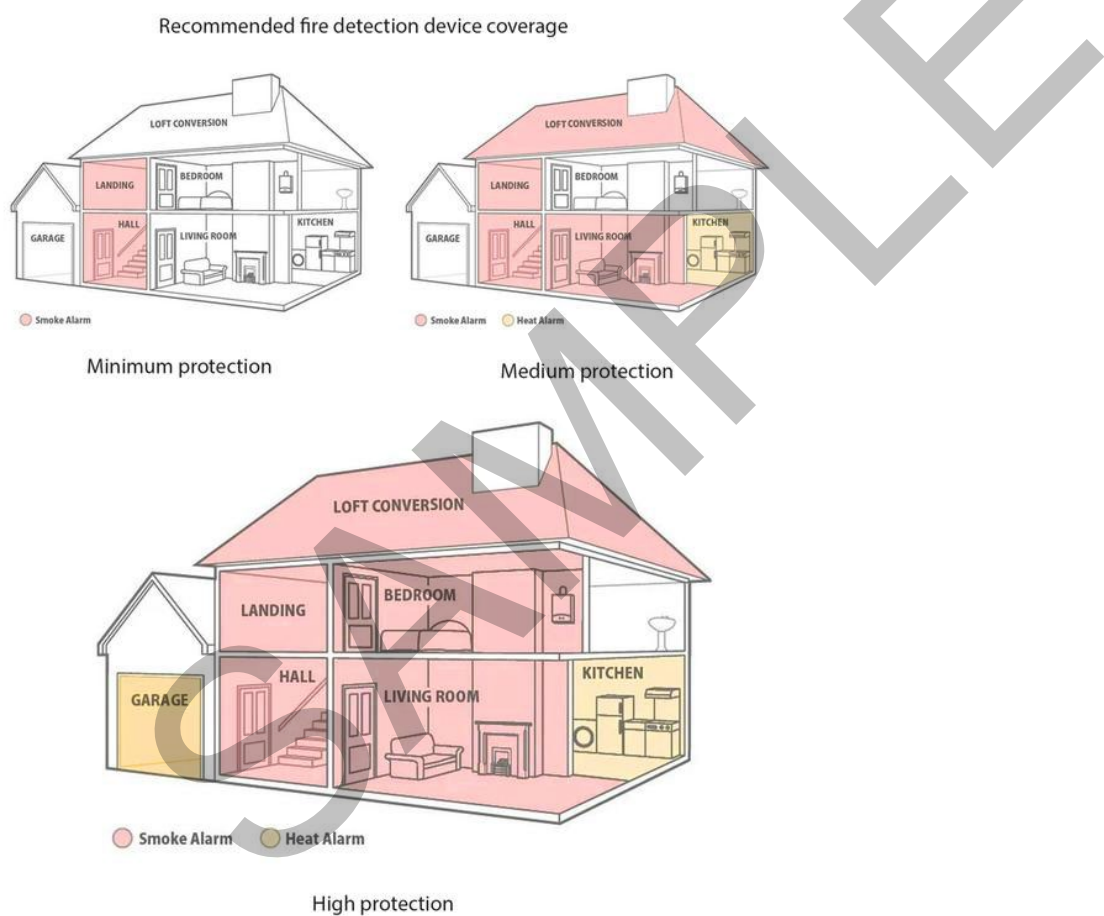 Recommended fire detection device coverage
LOFT CONVERSION
LANDING
BEDROOM
HALL
GARAGE
LIVING ROOM
KITCHEN
Smoke Alarm
Minimum protection
LOFT CONVERSION
LANDING
BEDROOM
HALL
GARAGE
LIVING ROOM
KITCHEN
Smoke Alarm Heat Alarm
Medium protection
LOFT CONVERSION
LANDING
BEDROOM
HALL
GARAGE
LIVING ROOM
KITCHEN
Smoke Alarm Heat Alarm
High protection
SAMPLE